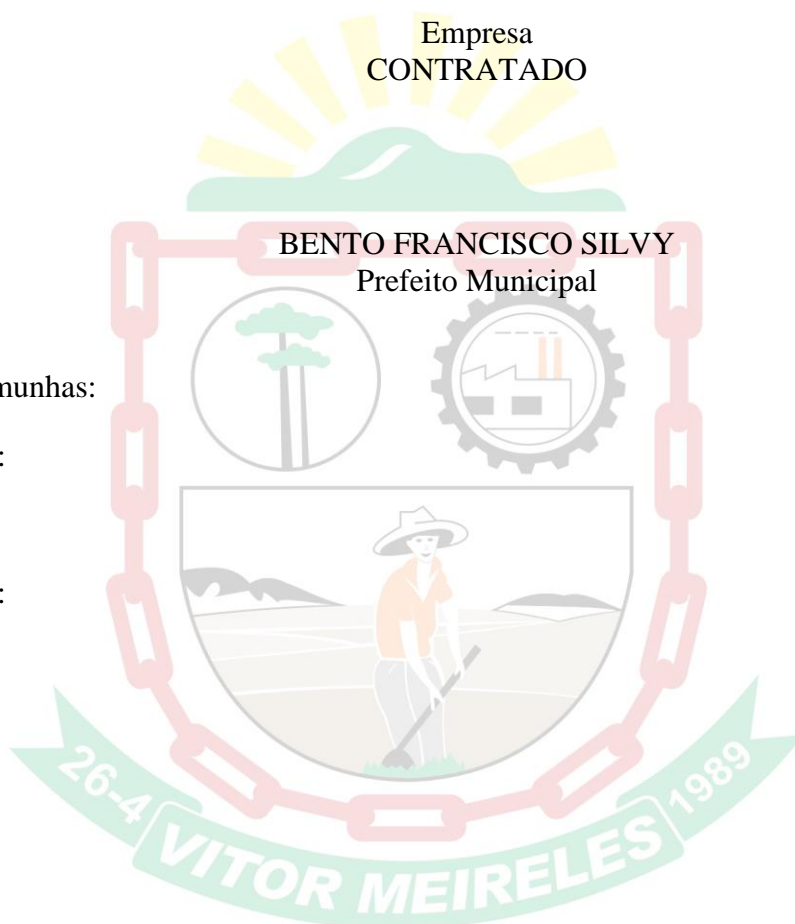 Empresa
CONTRATADO
BENTO FRANCISCO SILVY
Prefeito Municipal
munhas:
:
:
26-4
1989
VITOR MEIRELES